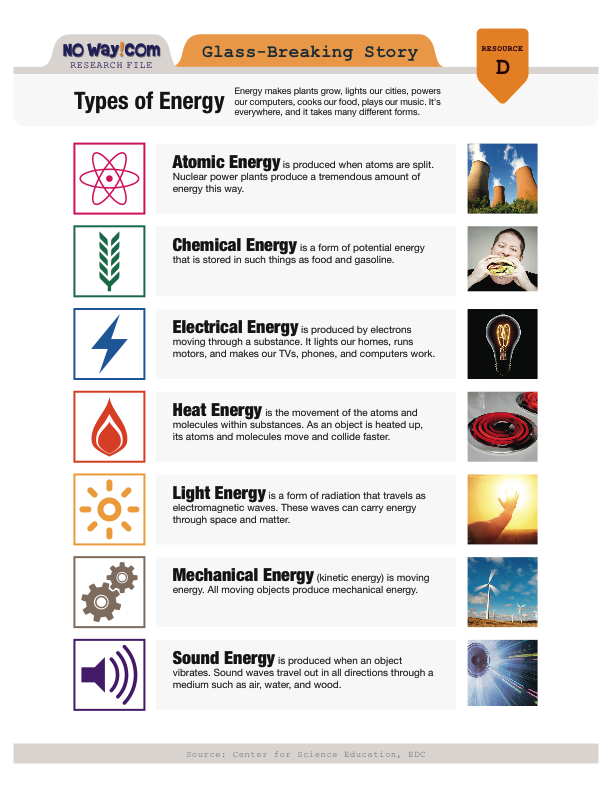 NO WAY!COM
RESEARCH FILE
Glass-Breaking Story
RESOURCE
D
Types of Energy
Energy makes plants grow, lights our cities, powers
our computers, cooks our food, plays our music. It's
everywhere, and it takes many different forms.
Atomic Energy is produced when atoms are split.
Nuclear power plants produce a tremendous amount of
energy this way.
Chemical Energy is a form of potential energy
that is stored in such things as food and gasoline.
Electrical Energy is produced by electrons
moving through a substance. It lights our homes, runs
motors, and makes our TVs, phones, and computers work.
Heat Energy is the movement of the atoms and
molecules within substances. As an object is heated up,
its atoms and molecules move and collide faster.
Light Energy is a form of radiation that travels as
electromagnetic waves. These waves can carry energy
through space and matter.
Mechanical Energy (kinetic energy) is moving
energy. All moving objects produce mechanical energy.
Sound Energy is produced when an object
vibrates. Sound waves travel out in all directions through a
medium such as air, water, and wood.
Source: Center for Science Education, EDC